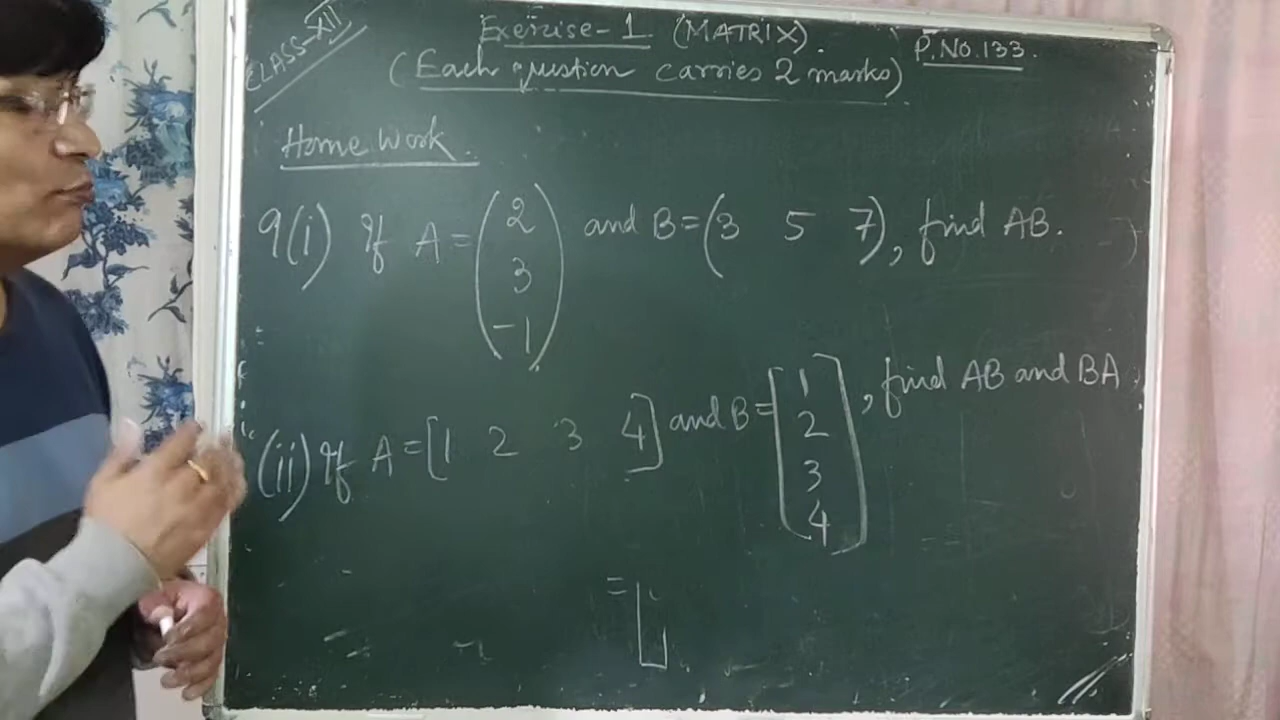 CLASS-XII
Exercise-1 (MATRIX).
P.NO.133.
(Each question carries 2 marks)
Home Work.
9(i) If A = (2 3 -1) and B = (3 5 7), find AB.
(ii) If A = [1 2 3 4] and B = [1 2 3 4], find AB and BA.
= [